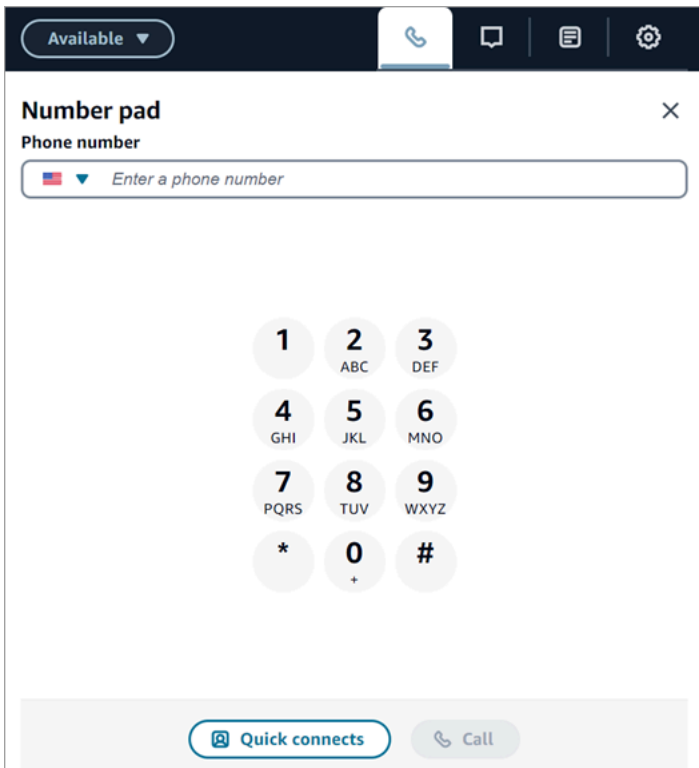 Available
Number pad
Phone number
Enter a phone number
1 2 3
ABC DEF
4 5 6
GHI JKL MNO
7 8 9
PQRS TUV WXYZ
* 0 #
+
Quick connects Call